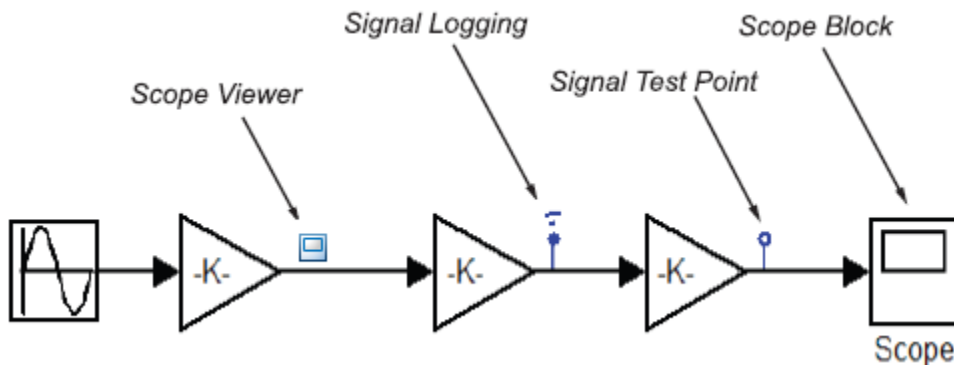 Signal Logging
Scope Block
Signal Test Point
Scope Viewer
-K-
-K-
-K-
Scope